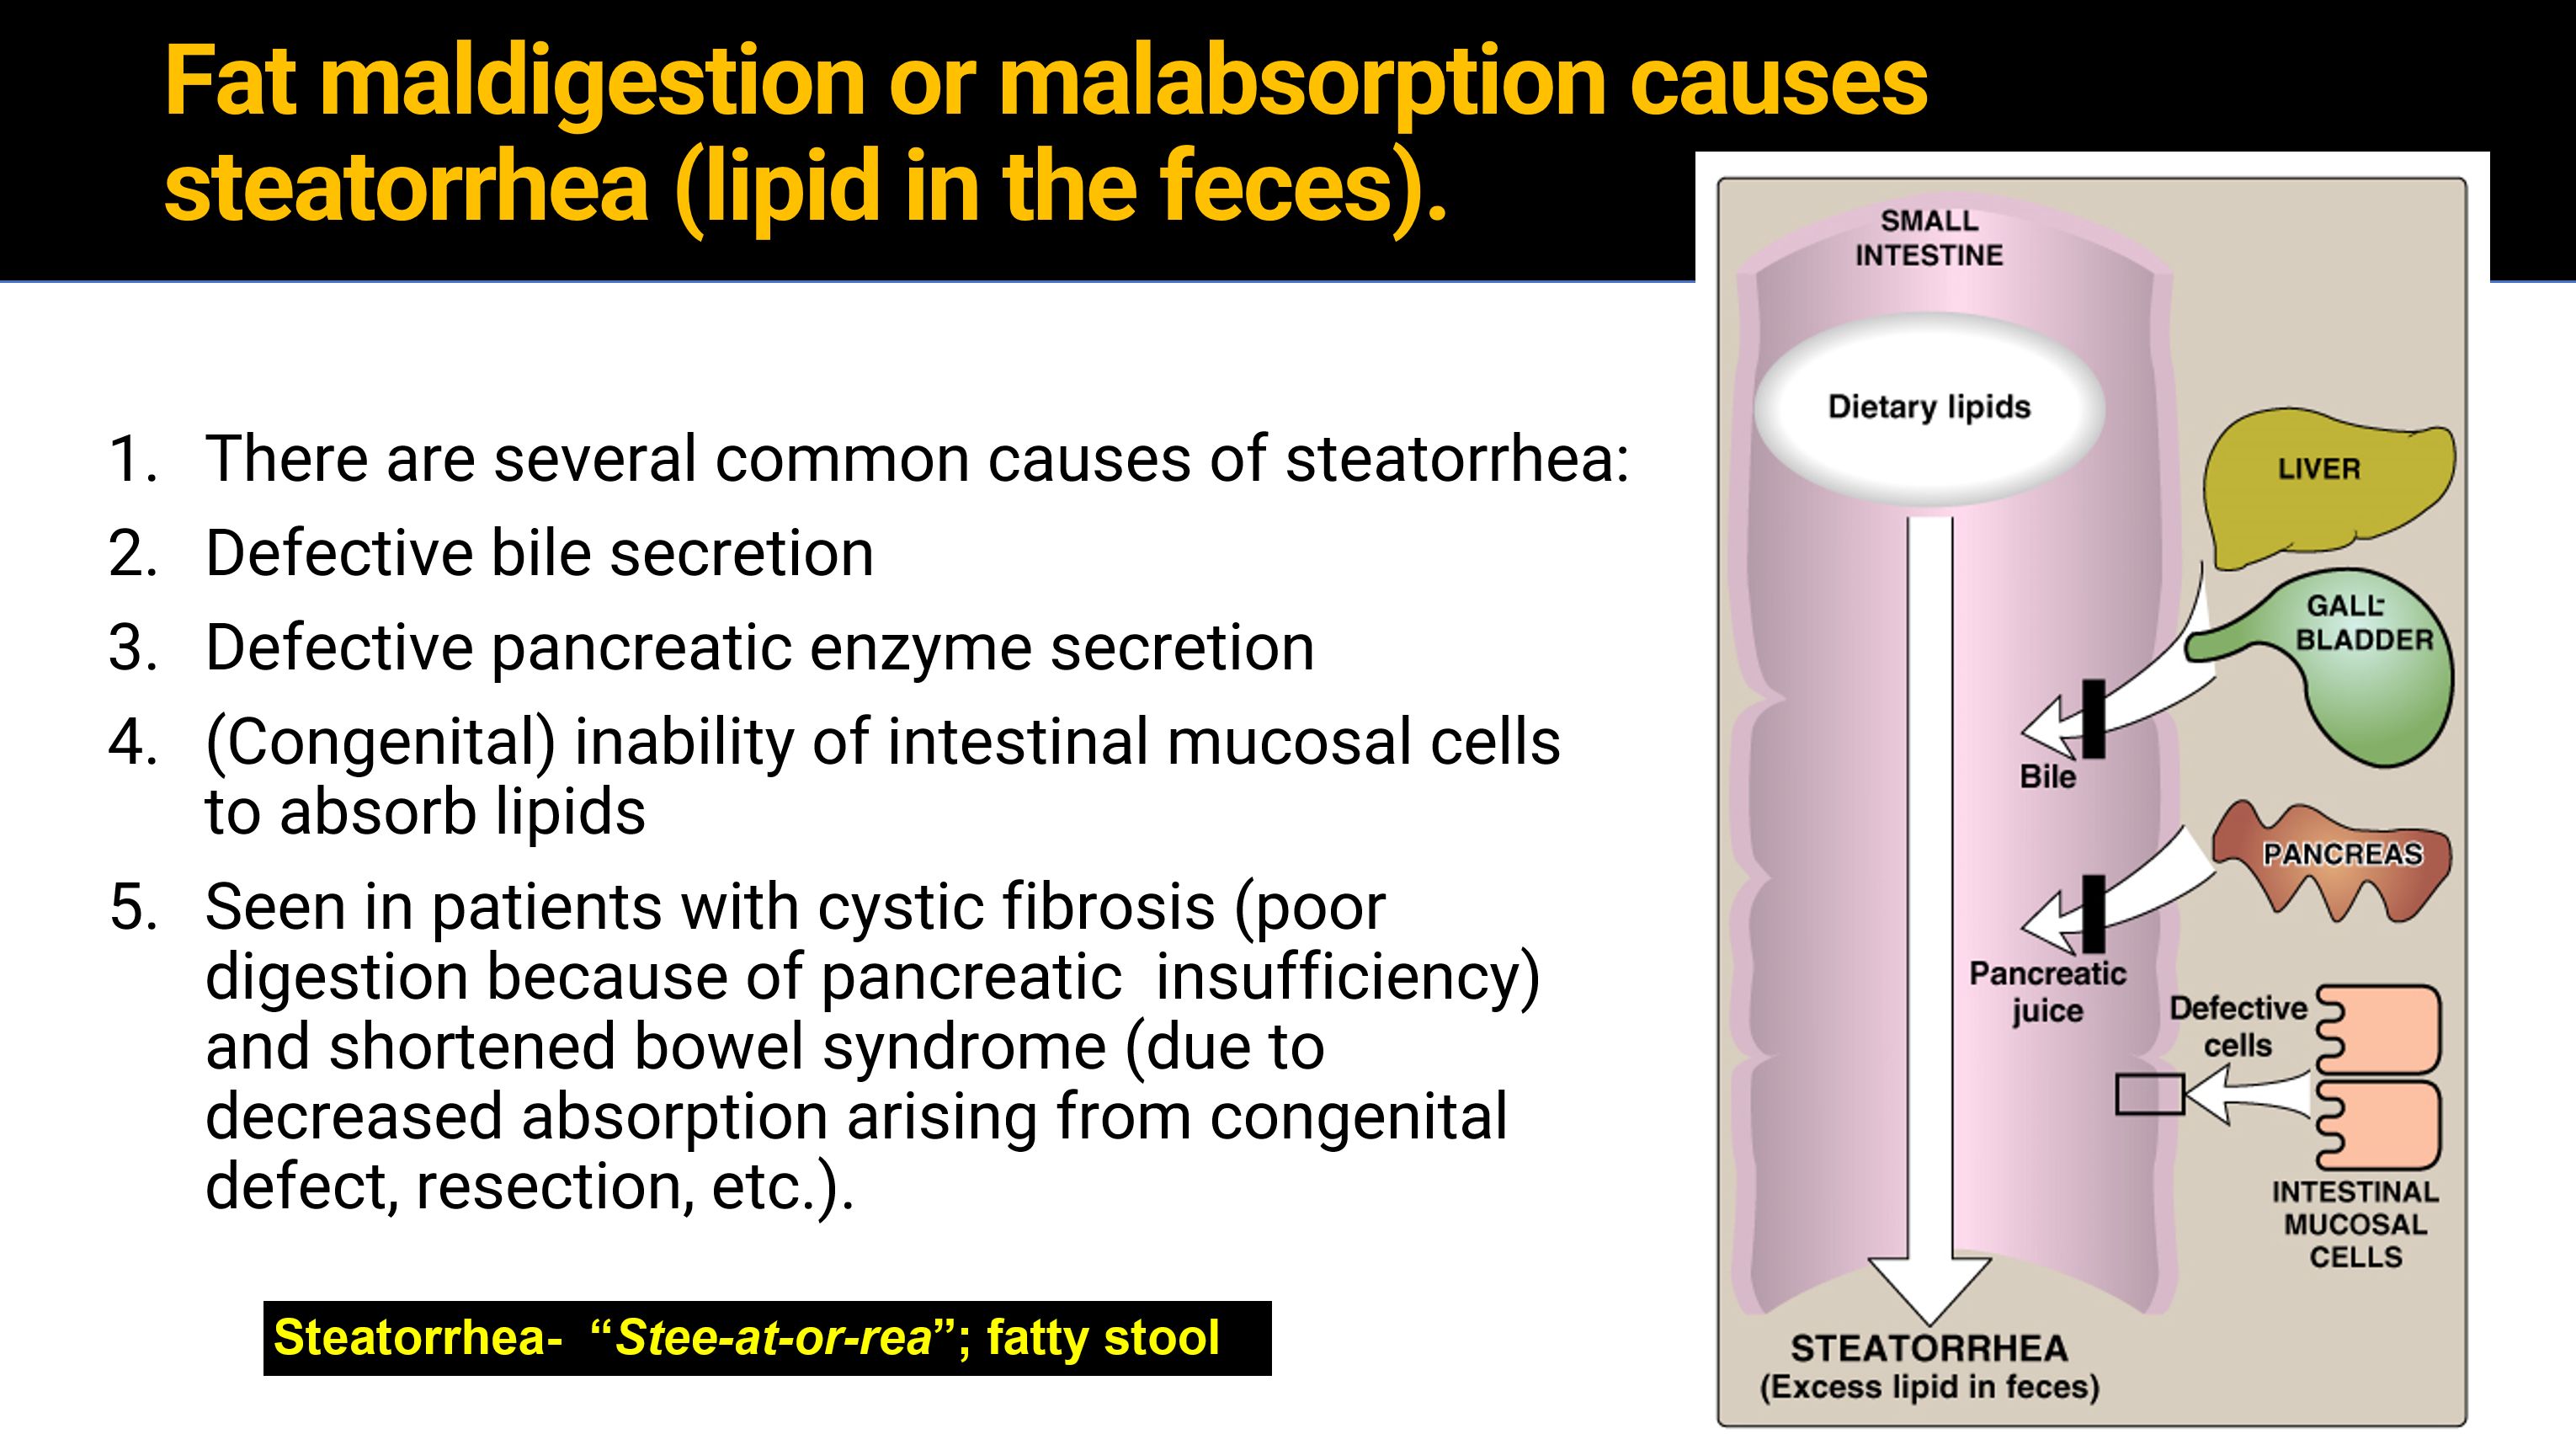 Fat maldigestion or malabsorption causes
steatorrhea (lipid in the feces).
1. There are several common causes of steatorrhea:
2. Defective bile secretion
3. Defective pancreatic enzyme secretion
4. (Congenital) inability of intestinal mucosal cells
to absorb lipids
5. Seen in patients with cystic fibrosis (poor
digestion because of pancreatic  insufficiency)
and shortened bowel syndrome (due to
decreased absorption arising from congenital
defect, resection, etc.).
Steatorrhea-  “Stee-at-or-rea”; fatty stool
SMALL
INTESTINE
Dietary lipids
LIVER
GALL-
BLADDER
Bile
PANCREAS
Pancreatic
juice
Defective
cells
INTESTINAL
MUCOSAL
CELLS
STEATORRHEA
(Excess lipid in feces)